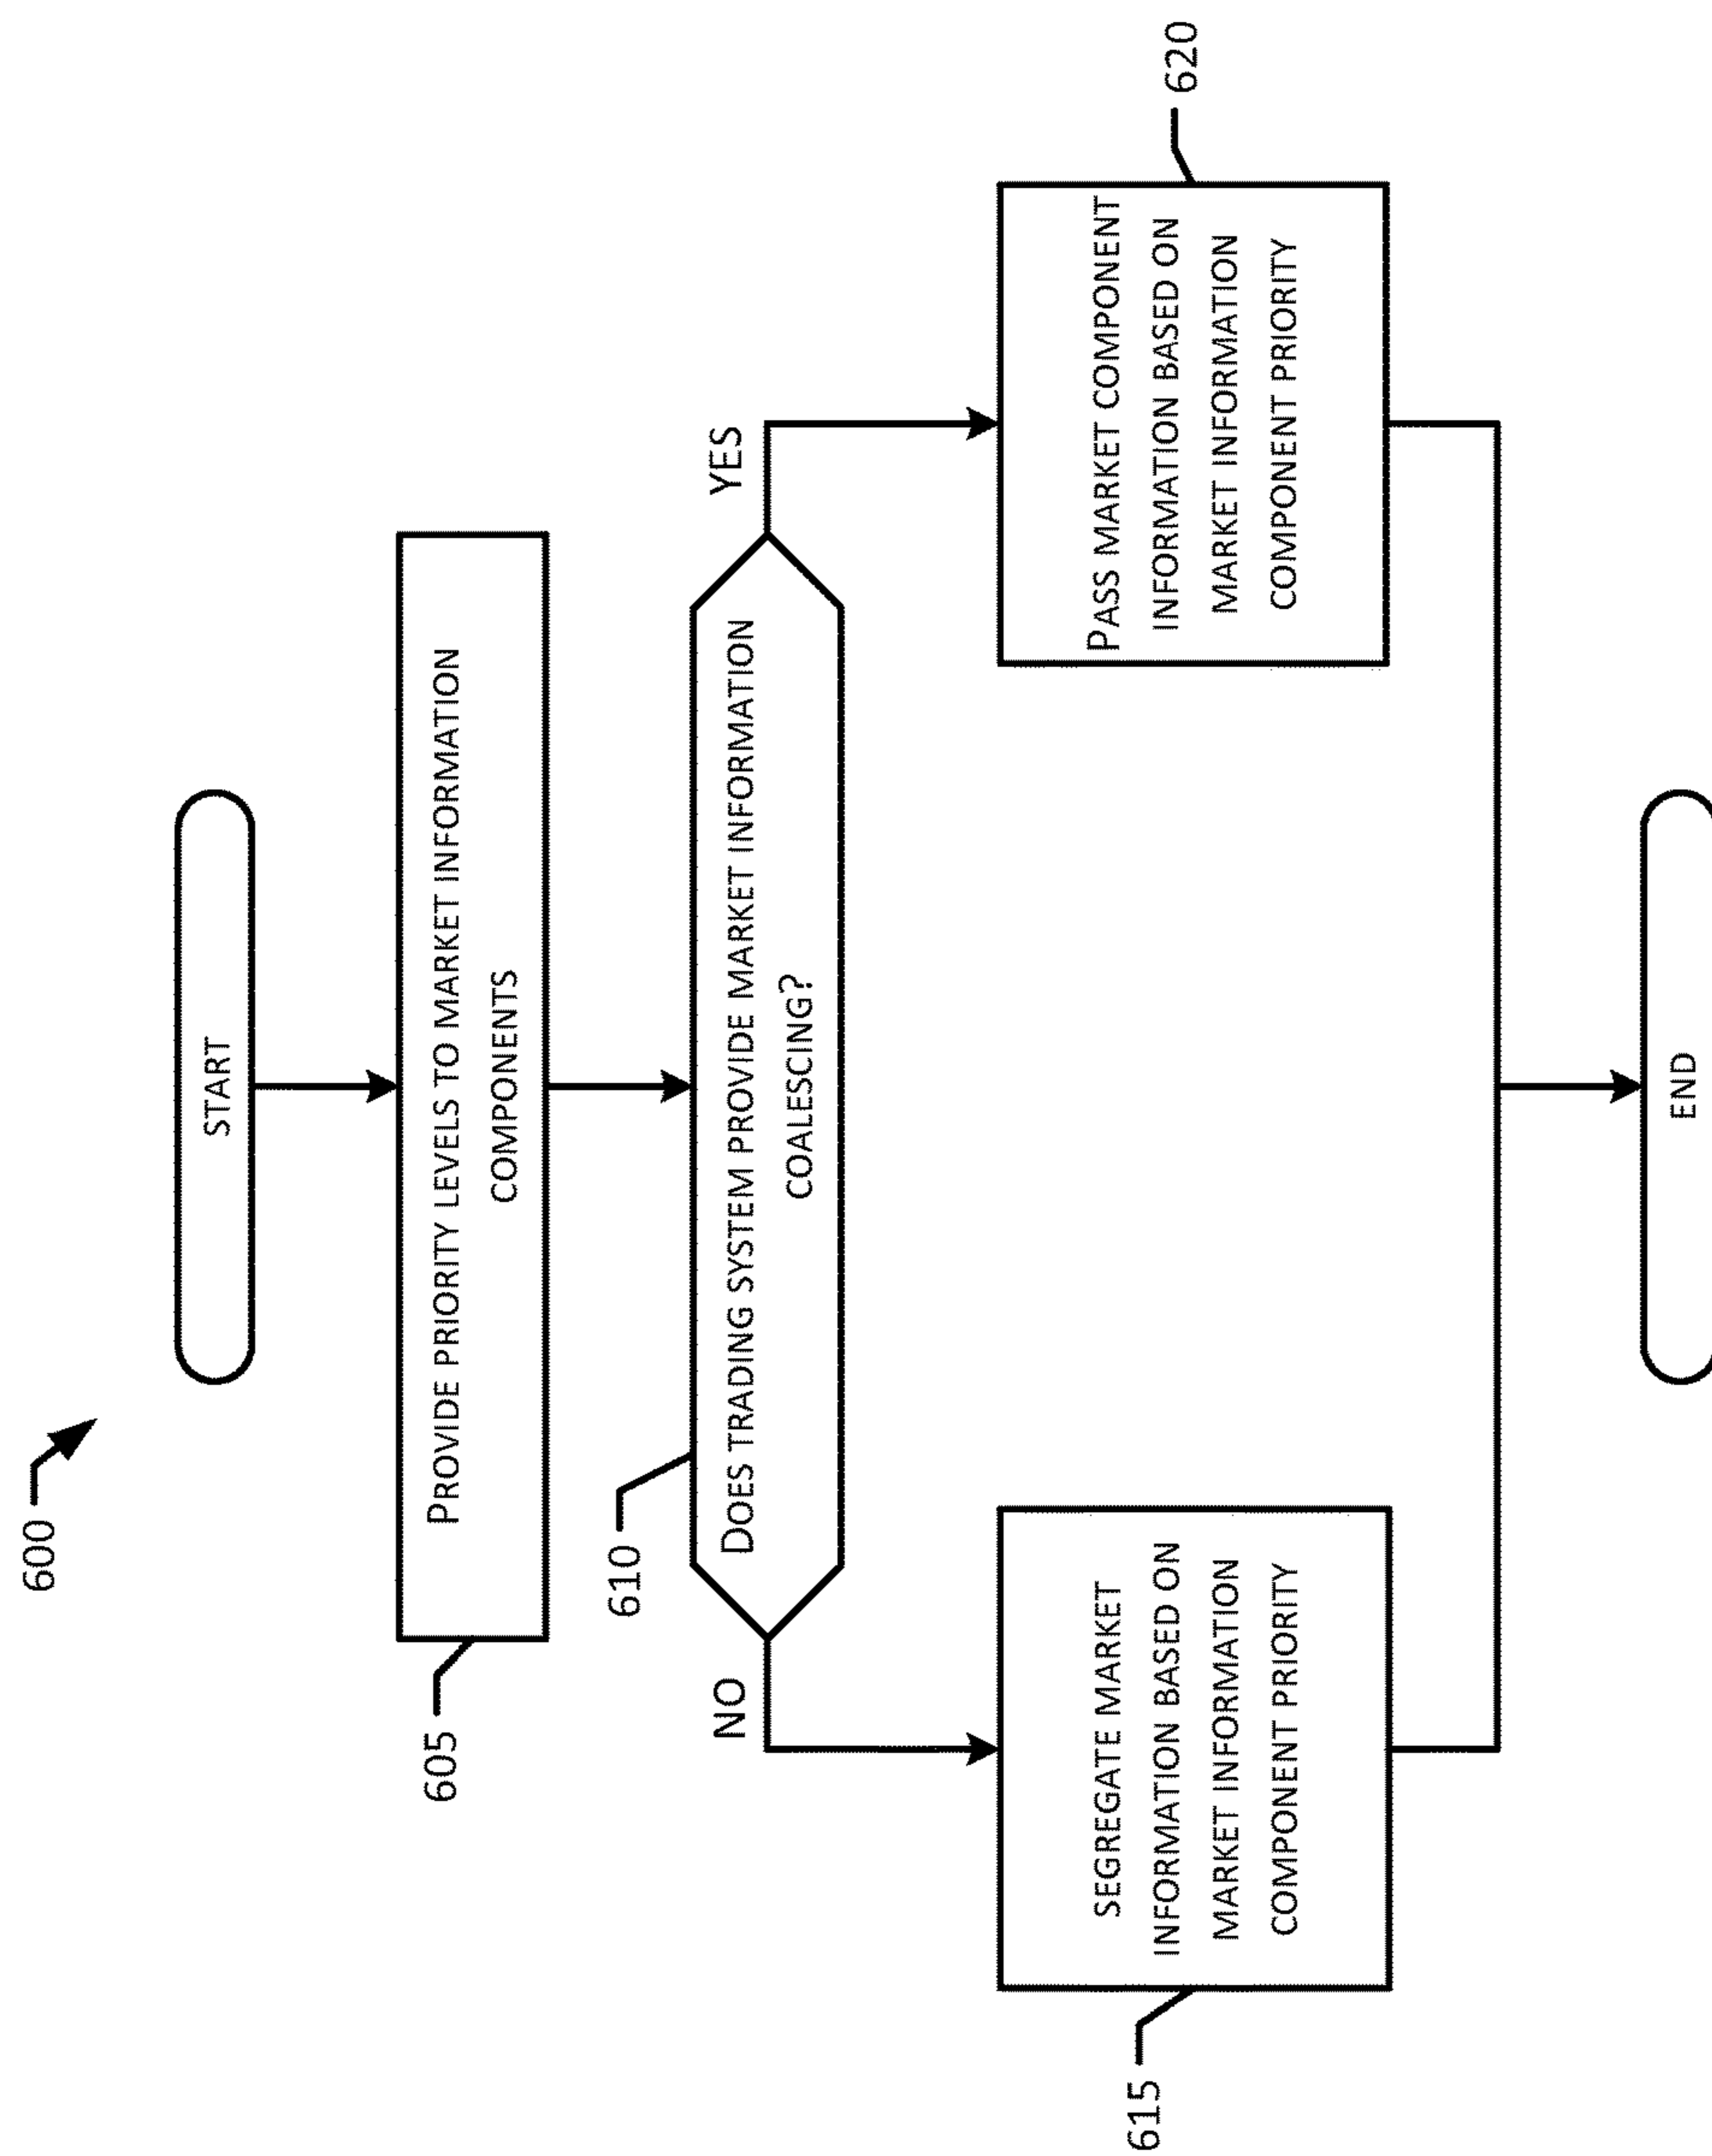 600
START
605
PROVIDE PRIORITY LEVELS TO MARKET INFORMATION
COMPONENTS
610
DOES TRADING SYSTEM PROVIDE MARKET INFORMATION
COALESCING?
NO
YES
615
SEGREGATE MARKET
INFORMATION BASED ON
MARKET INFORMATION
COMPONENT PRIORITY
620
PASS MARKET COMPONENT
INFORMATION BASED ON
MARKET INFORMATION
COMPONENT PRIORITY
END